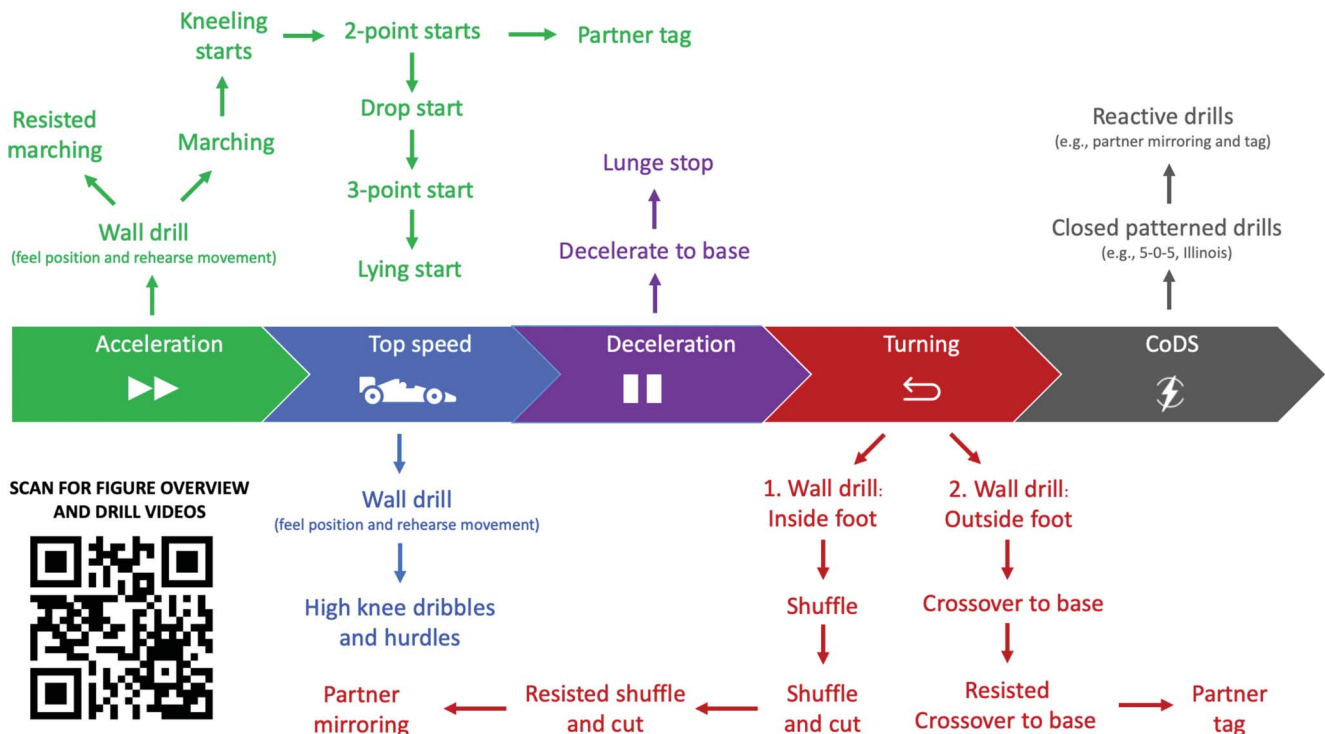 Kneeling
starts
2-point starts
Partner tag
Resisted
marching
Marching
Drop start
Reactive drills
(e.g., partner mirroring and tag)
Lunge stop
3-point start
Wall drill
(feel position and rehearse movement)
Decelerate to base
Closed patterned drills
(e.g., 5-0-5, Illinois)
Lying start
Acceleration
Top speed
Deceleration
Turning
CoDS
SCAN FOR FIGURE OVERVIEW
AND DRILL VIDEOS
Wall drill
(feel position and rehearse movement)
High knee dribbles
and hurdles
1. Wall drill:
Inside foot
2. Wall drill:
Outside foot
Shuffle
Crossover to base
Partner
mirroring
Resisted shuffle
and cut
Shuffle
and cut
Resisted
Crossover to base
Partner
tag